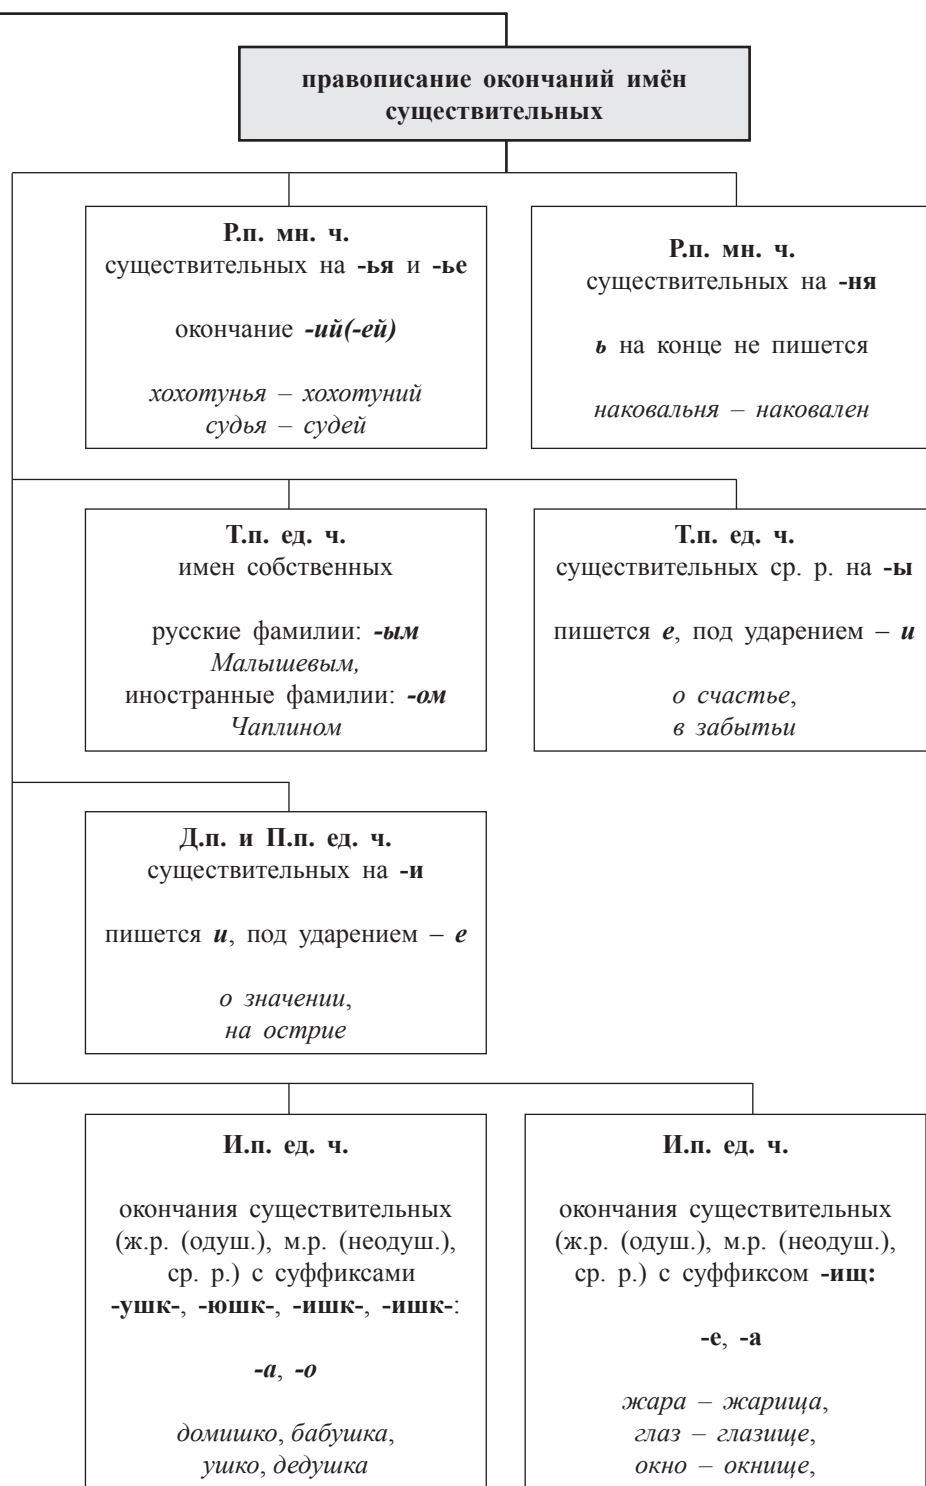 правописание окончаний имён
существительных
Р.п. мн. ч.
существительных на -ья и -ье
окончание -ий(-ей)
хохотунья – хохотуний
судья – судей
Р.п. мн. ч.
существительных на -ня
ь на конце не пишется
наковальня – наковален
Т.п. ед. ч.
имен собственных
русские фамилии: -ым
Малышевым,
иностранные фамилии: -ом
Чаплином
Т.п. ед. ч.
существительных ср. р. на -ы
пишется е, под ударением – и
о счастье,
в забытьи
Д.п. и П.п. ед. ч.
существительных на -и
пишется и, под ударением – е
о значении,
на острие
И.п. ед. ч.
окончания существительных
(ж.р. (одуш.), м.р. (неодуш.),
ср. р.) с суффиксами
-ушк-, -юшк-, -ишк-, -ишк-:
-а, -о
домишко, бабушка,
ушко, дедушка
И.п. ед. ч.
окончания существительных
(ж.р. (одуш.), м.р. (неодуш.),
ср. р.) с суффиксом -ищ:
-е, -а
жара – жарища,
глаз – глазище,
окно – окнище,